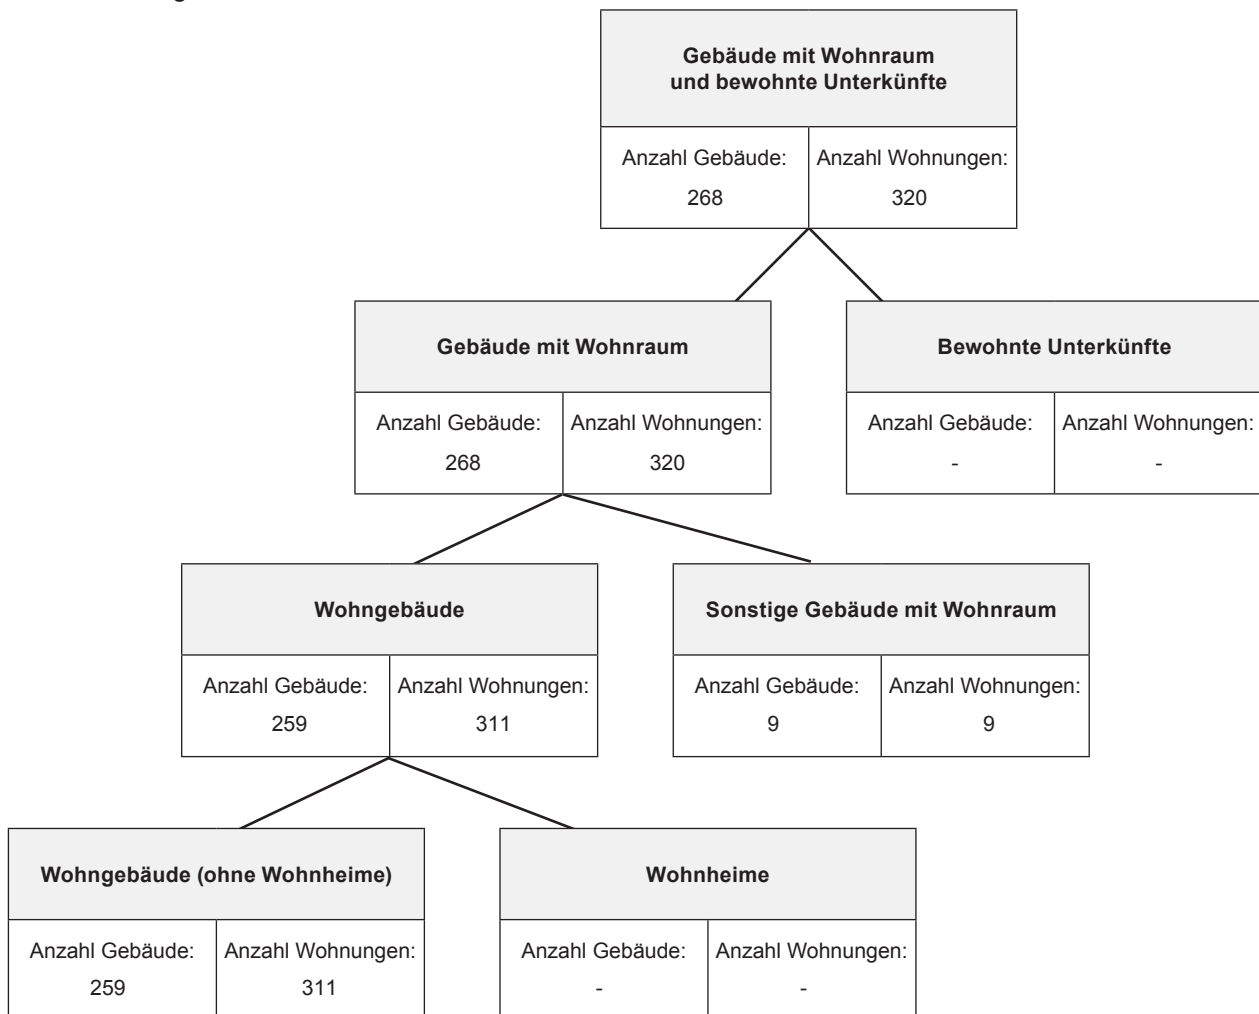 Gebäude mit Wohnraum
und bewohnte Unterkünfte
Anzahl Gebäude: Anzahl Wohnungen:
268 320
Gebäude mit Wohnraum
Anzahl Gebäude: Anzahl Wohnungen:
268 320
Bewohnte Unterkünfte
Anzahl Gebäude: Anzahl Wohnungen:
- -
Wohngebäude
Anzahl Gebäude: Anzahl Wohnungen:
259 311
Sonstige Gebäude mit Wohnraum
Anzahl Gebäude: Anzahl Wohnungen:
9 9
Wohngebäude (ohne Wohnheime)
Anzahl Gebäude: Anzahl Wohnungen:
259 311
Wohnheime
Anzahl Gebäude: Anzahl Wohnungen:
- -